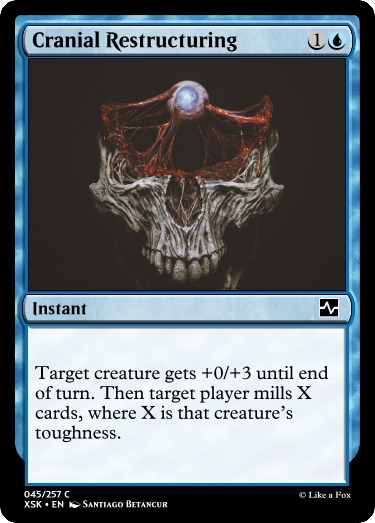 Cranial Restructuring 1
Instant
Target creature gets +0/+3 until end
of turn. Then target player mills X
cards, where X is that creature's
toughness.
045/257 C
XSK • EN Santiago Betancur
© Like a Fox